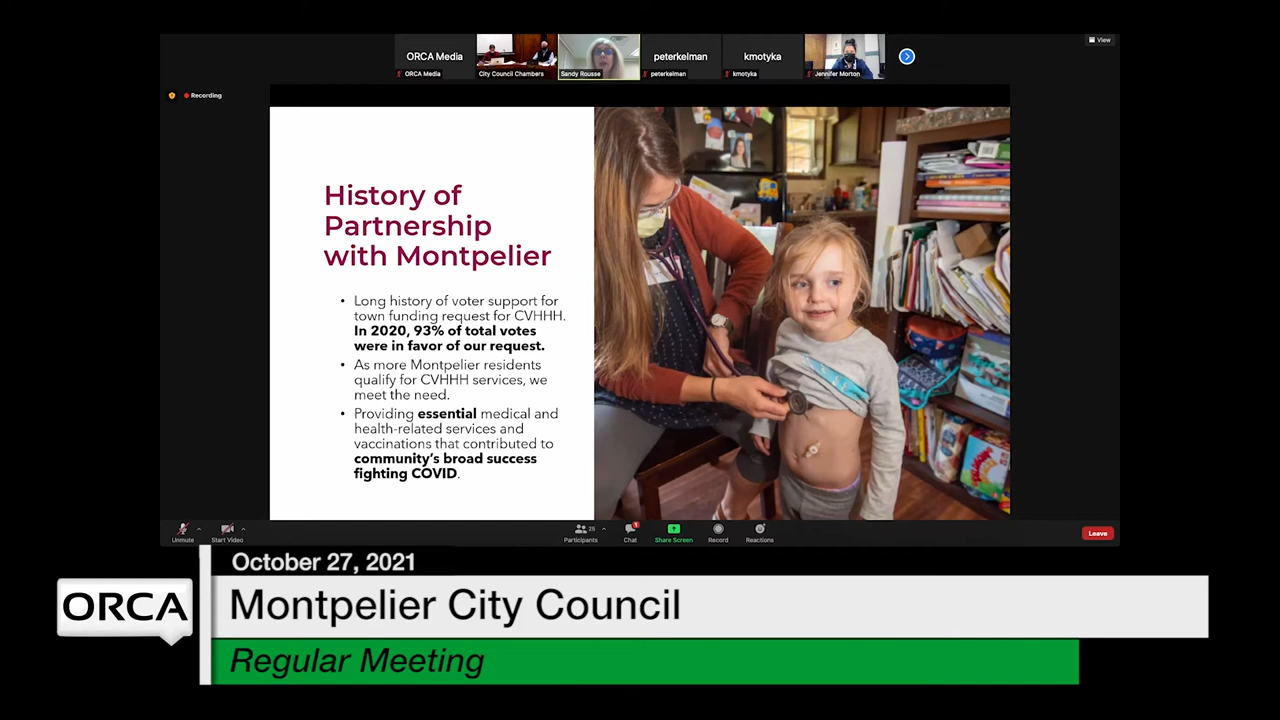 View
ORCA Media
peterkelman
kmotyka
ORCA Media
City Council Chambers
Sandy Rousse
peterkelman
kmotyka
Jennifer Morton
Recording
History of
Partnership
with Montpelier
• Long history of voter support for
town funding request for CVHHH.
In 2020, 93% of total votes
were in favor of our request.
• As more Montpelier residents
qualify for CVHHH services, we
meet the need.
• Providing essential medical and
health-related services and
vaccinations that contributed to
community's broad success
fighting COVID.
Unmute
Start Video
25
Participants
1
Chat
Share Screen
Record
Reactions
Leave
October 27, 2021
ORCA
Montpelier City Council
Regular Meeting